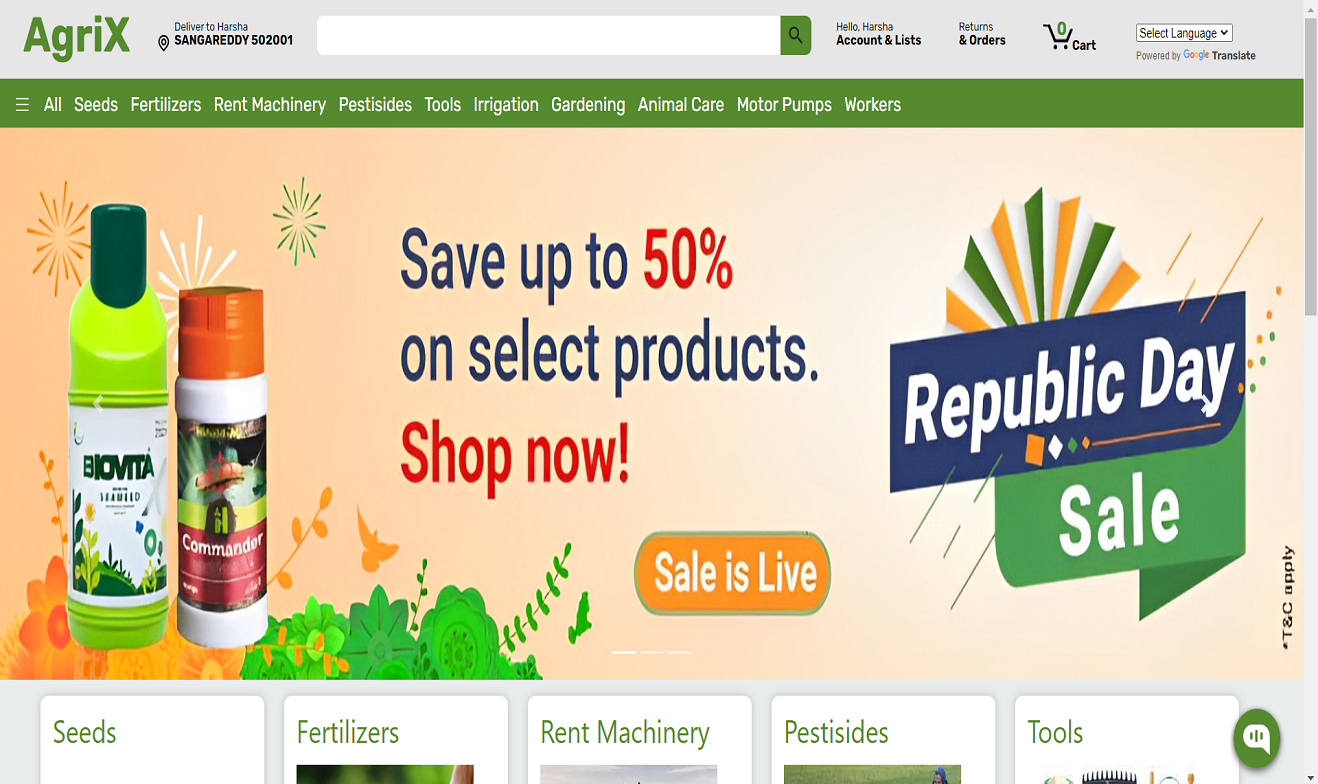 AgriX
Deliver to Harsha
SANGAREDDY 502001
Hello, Harsha
Account & Lists
Returns
& Orders
0
Cart
Select Language
Powered by Google Translate
All Seeds Fertilizers Rent Machinery Pestisides Tools Irrigation Gardening Animal Care Motor Pumps Workers
Save up to 50%
on select products.
Shop now!
Sale is Live
Republic Day
Sale
*T&C apply
BIOVITA
SEAWEED
Commander
Seeds
Fertilizers
Rent Machinery
Pestisides
Tools